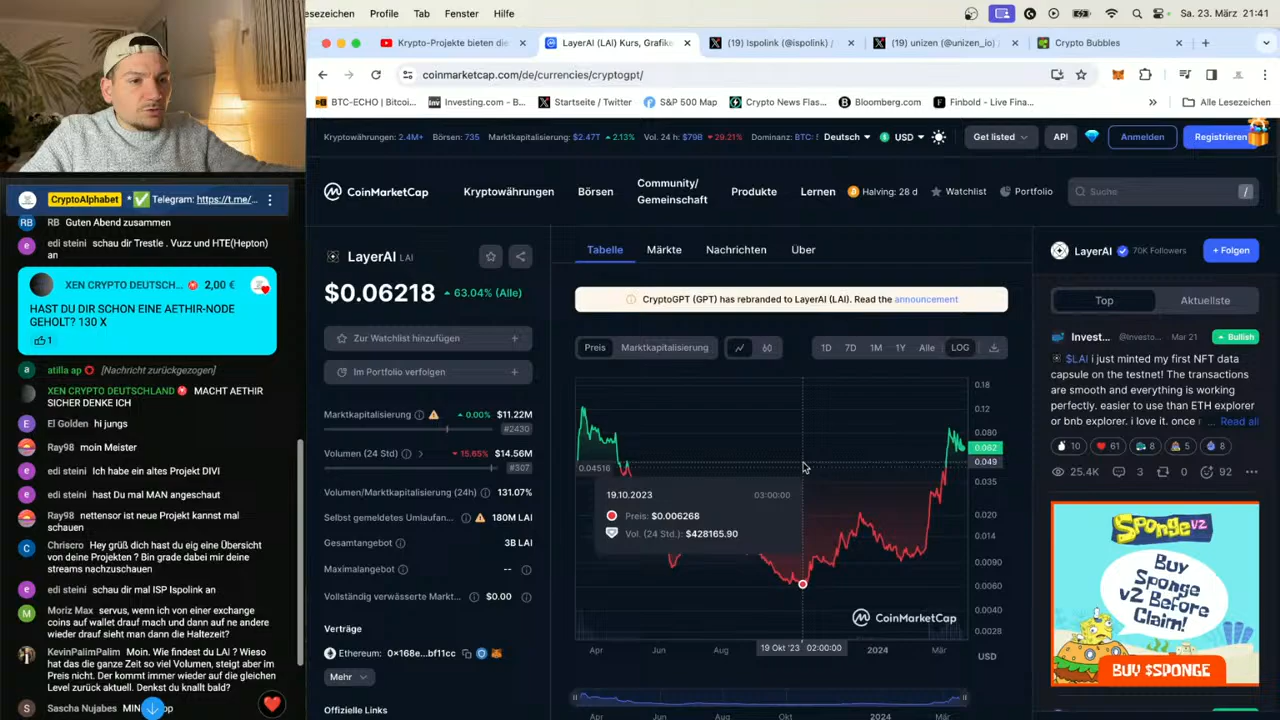 esezeichen Profile Tab Fenster Hilfe Sa. 23. März 21:41
Krypto-Projekte bieten die LayerAI (LAI) Kurs, Grafike (19) Ispolink (@ispolink) (19) unizen (@unizen_io) Crypto Bubbles
coinmarketcap.com/de/currencies/cryptogpt/
BTC-ECHO | Bitcoi... Investing.com - B... Startseite / Twitter S&P 500 Map Crypto News Flas... Bloomberg.com Finbold - Live Fina... Alle Lesezeichen
Kryptowährungen: 2.4M+ Börsen: 735 Marktkapitalisierung: $2.47T 2.13% Vol. 24 h: $79B 29.21% Dominanz: BTC: Deutsch USD Get listed API Anmelden Registrieren
CoinMarketCap Kryptowährungen Börsen Community/ Gemeinschaft Produkte Lernen Halving: 28 d Watchlist Portfolio Suche /
CryptoAlphabet * ✅ Telegram: https://t.me/...
RB Guten Abend zusammen
edi steini schau dir Trestle . Vuzz und HTE(Hepton)
an
XEN CRYPTO DEUTSCH... 2,00 €
HAST DU DIR SCHON EINE AETHIR-NODE
GEHOLT? 130 X
1
atilla ap [Nachricht zurückgezogen]
XEN CRYPTO DEUTSCHLAND MACHT AETHIR
SICHER DENKE ICH
El Golden hi jungs
Ray98 moin Meister
edi steini Ich habe ein altes Projekt DIVI
edi steini hast Du mal MAN angeschaut
Ray98 nettensor ist neue Projekt kannst mal
schauen
Chriscro Hey grüß dich hast du eig eine Übersicht
von deine Projekten ? Bin grade dabei mir deine
streams nachzuschauen
edi steini schau dir mal ISP Ispolink an
Moriz Max servus, wenn ich von einer exchange
coins auf wallet drauf mach und dann auf ne andere
wieder drauf sieht man dann die Haltezeit?
KevinPalimPalim Moin. Wie findest du LAI ? Wieso
hat das die ganze Zeit so viel Volumen, steigt aber im
Preis nicht. Der kommt immer wieder auf die gleichen
Level zurück aktuell. Denkst du knallt bald?
Sascha Nujabes
LayerAI LAI
$0.06218 63.04% (Alle)
Zur Watchlist hinzufügen +
Im Portfolio verfolgen +
Marktkapitalisierung 0.00% $11.22M
#2430
Volumen (24 Std) 15.65% $14.56M
#307
Volumen/Marktkapitalisierung (24h) 131.07%
Selbst gemeldetes Umlaufan... 180M LAI
Gesamtangebot 3B LAI
Maximalangebot --
Vollständig verwässerte Markt... $0.00
Verträge
Ethereum: 0x168e...bf11cc
Mehr
Offizielle Links
Tabelle Märkte Nachrichten Über
CryptoGPT (GPT) has rebranded to LayerAI (LAI). Read the announcement
Preis Marktkapitalisierung 1D 7D 1M 1Y Alle LOG
0.18
0.12
0.080
0.062
0.049
0.035
0.020
0.014
0.0090
0.0060
0.0040
0.0028
0.04516
19.10.2023 03:00:00
Preis: $0.006268
Vol. (24 Std.): $428165.90
CoinMarketCap
Apr Jun Aug 19 Okt '23 02:00:00 2024 Mär USD
Apr Jun Aug Okt 2024 Mär
LayerAI 70K Followers + Folgen
Top Aktuellste
Invest... @Investo... Mar 21 Bullish
$LAI i just minted my first NFT data
capsule on the testnet! The transactions
are smooth and everything is working
perfectly. easier to use than ETH explorer
or bnb explorer. i love it. once Read all
10 61 8 5 8
25.4K 3 0 92
Sponge V2
Buy
Sponge
v2 Before
Claim!
BUY $SPONGE